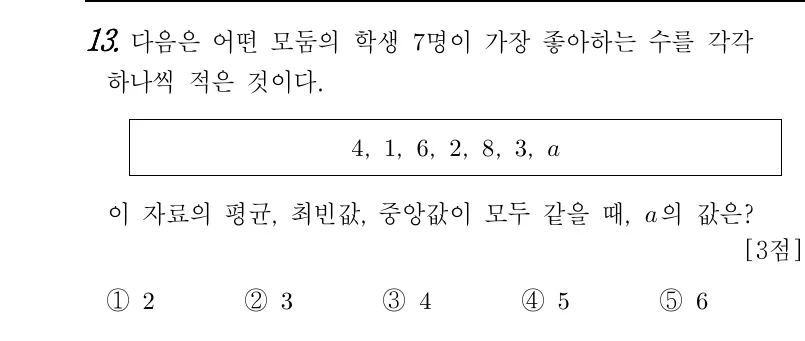 13. 다음은 어떤 모둠의 학생 7명이 가장 좋아하는 수를 각각
하나씩 적은 것이다.
4, 1, 6, 2, 8, 3, a
이 자료의 평균, 최빈값, 중앙값이 모두 같을 때, a의 값은?
[3점]
① 2 ② 3 ③ 4 ④ 5 ⑤ 6